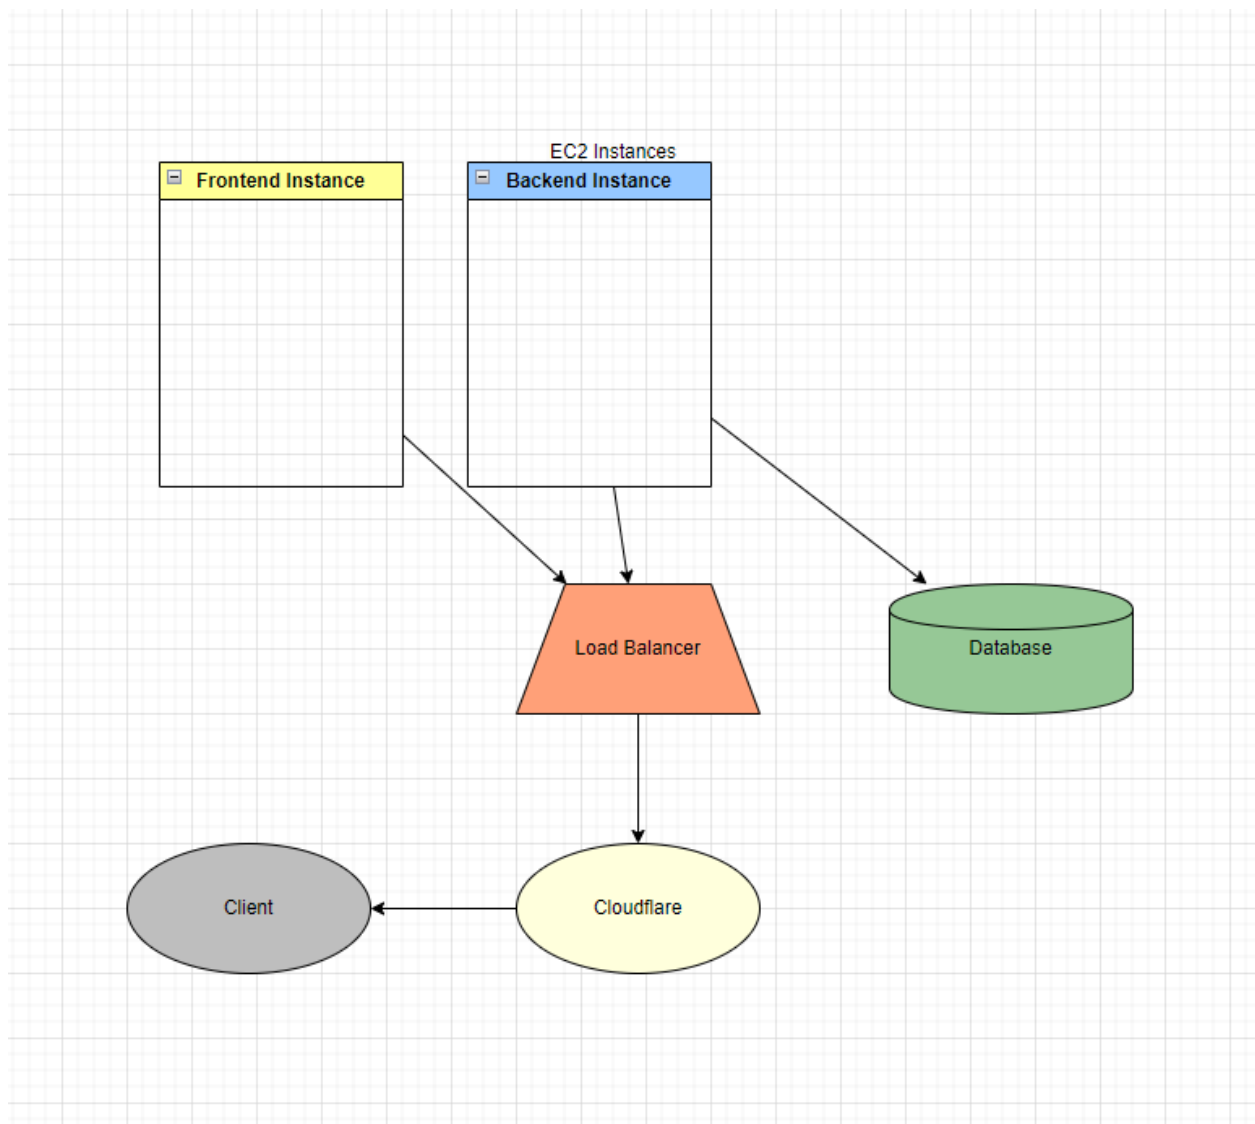 EC2 Instances
Frontend Instance
Backend Instance
Load Balancer
Database
Client
Cloudflare